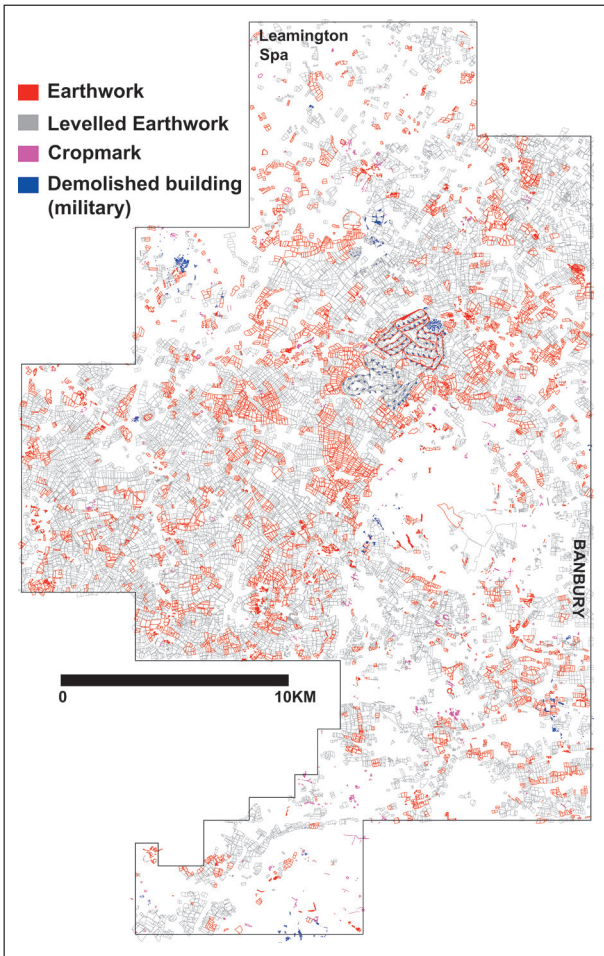 Leamington
Spa
Earthwork
Levelled Earthwork
Cropmark
Demolished building
(military)
BANBURY
0 10KM